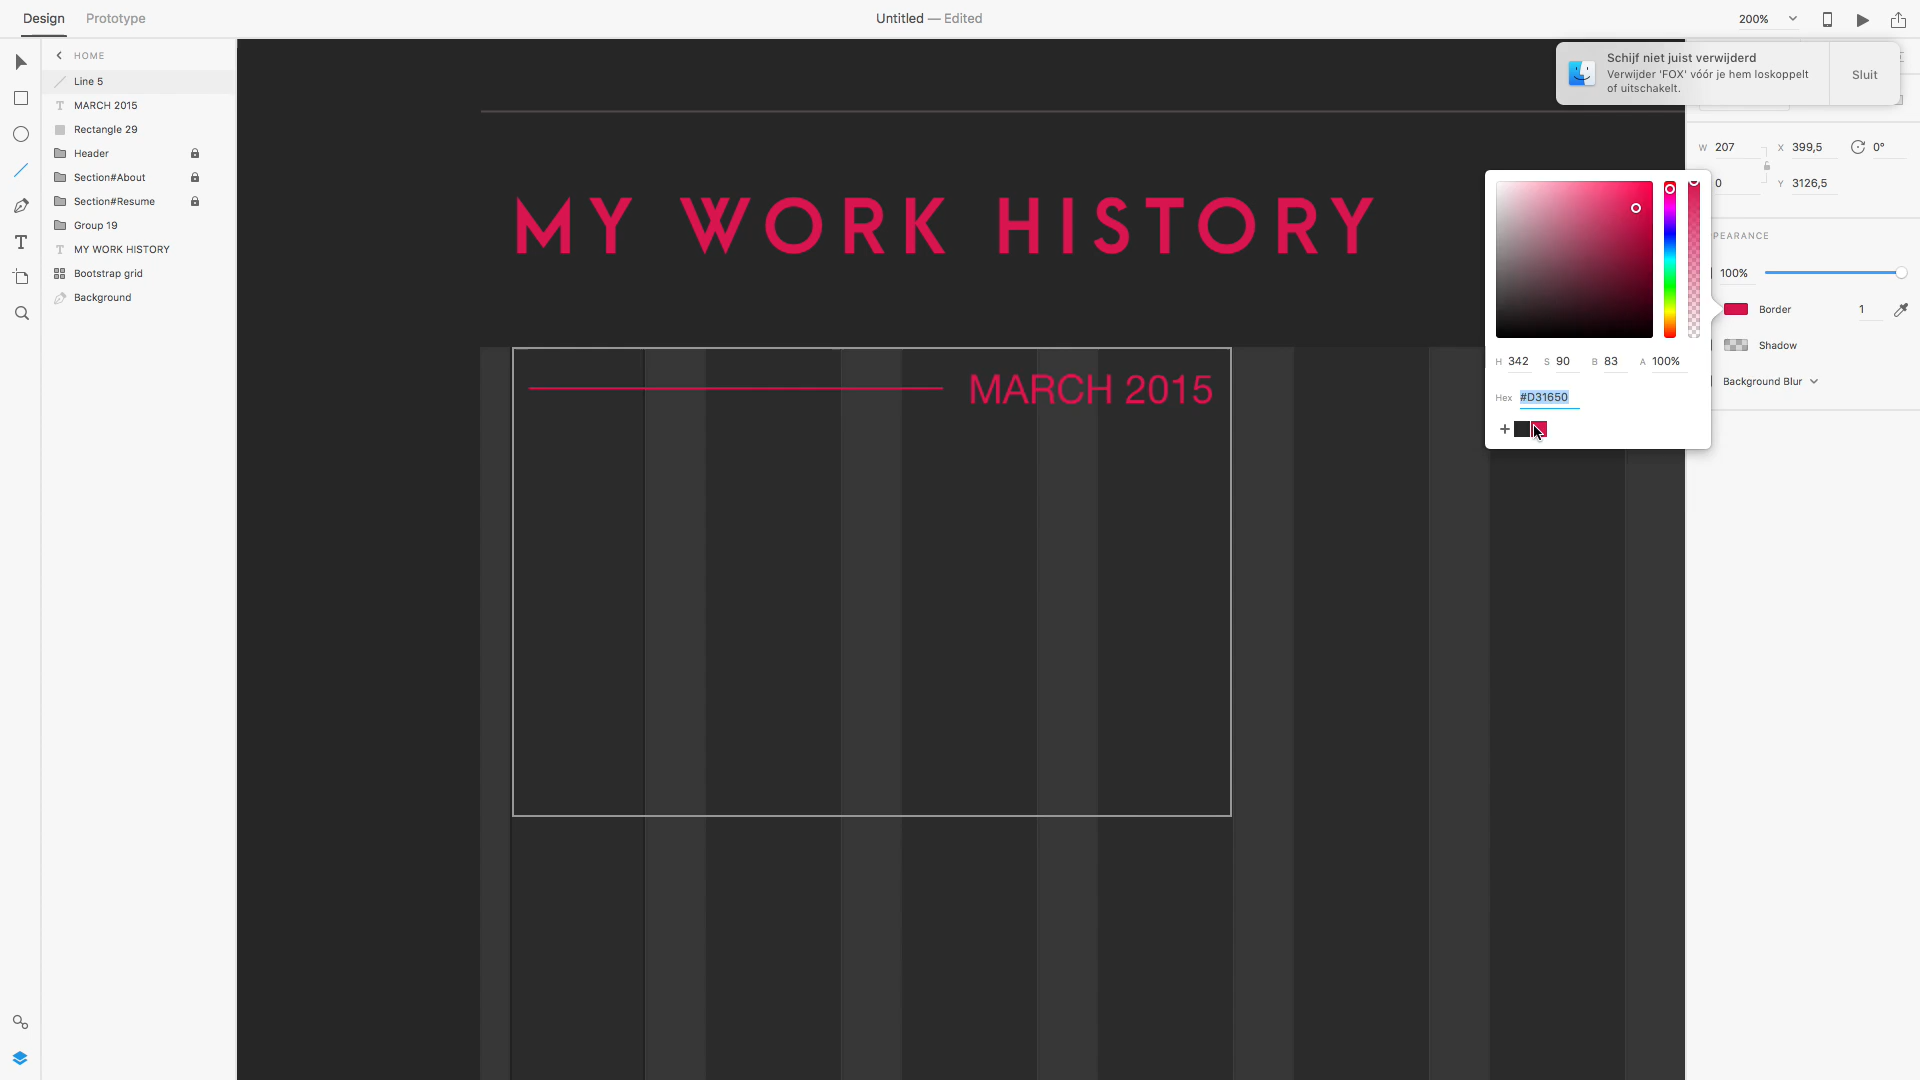 Design Prototype Untitled — Edited 200%
HOME
Line 5
MARCH 2015
Rectangle 29
Header
Section#About
Section#Resume
Group 19
MY WORK HISTORY
Bootstrap grid
Background
MY WORK HISTORY
MARCH 2015
Schijf niet juist verwijderd
Verwijder 'FOX' vóór je hem loskoppelt
of uitschakelt.
Sluit
W 207 X 399,5 0°
0 Y 3126,5
PEARANCE
100%
Border 1
Shadow
Background Blur
H 342 S 90 B 83 A 100%
Hex #D31650